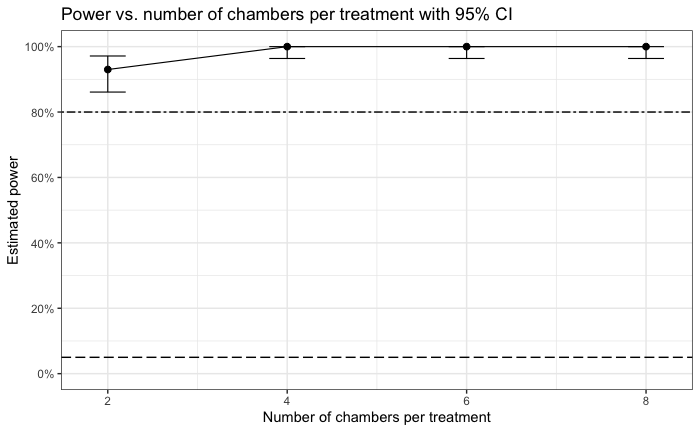 Power vs. number of chambers per treatment with 95% CI
Estimated power
100%
80%
60%
40%
20%
0%
2 4 6 8
Number of chambers per treatment